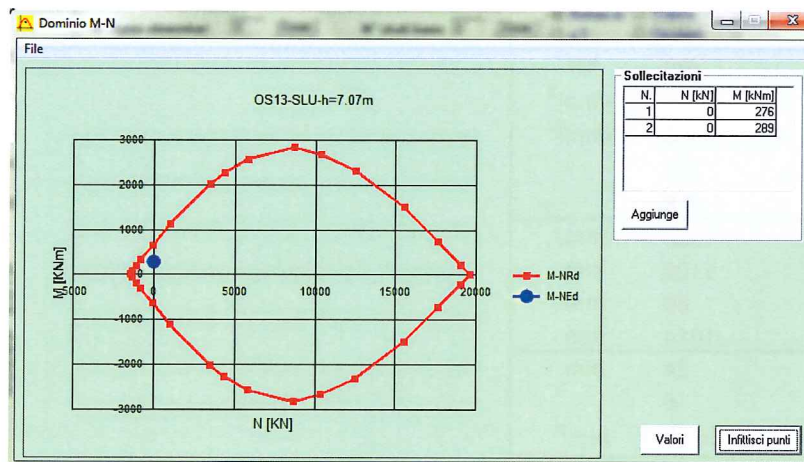 Dominio M-N
File
OS13-SLU-h=7.07m
3000
2000
1000
0
-1000
-2000
-3000
M [KNm]
5000
0
5000
10000
15000
20000
N [KN]
M-NRd
M-NEd
Sollecitazioni
N. N [kN] M [kNm]
1 0 276
2 0 289
Aggiunge
Valori
Infittisci punti